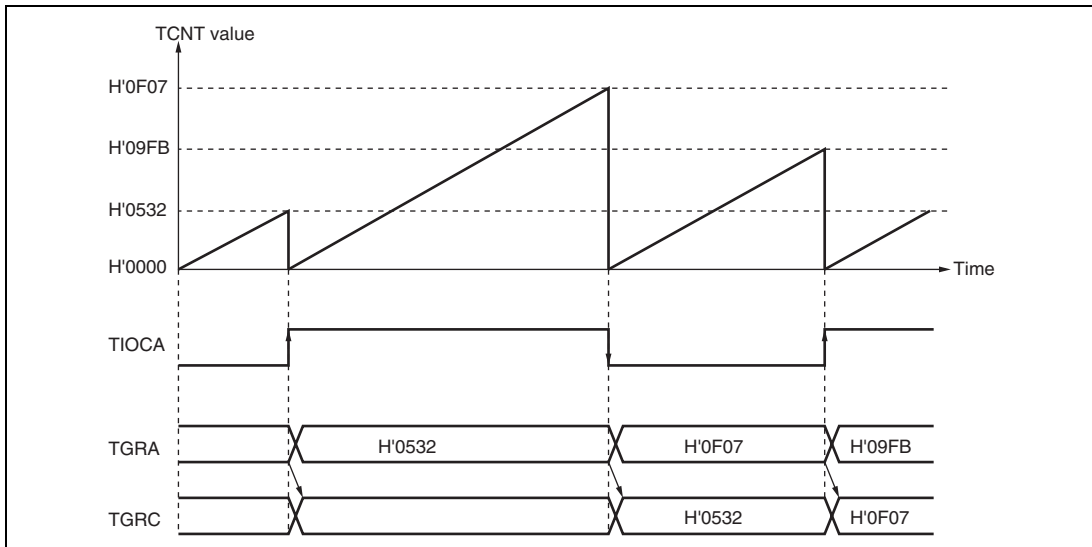 TCNT value
H'0F07
H'09FB
H'0532
H'0000
Time
TIOCA
TGRA H'0532 H'0F07 H'09FB
TGRC H'0532 H'0F07